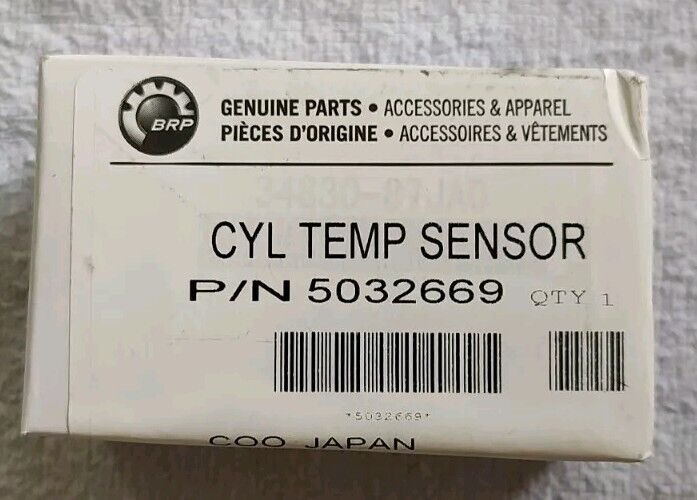 BRP
GENUINE PARTS • ACCESSORIES & APPAREL
PIÈCES D'ORIGINE • ACCESSOIRES & VÊTEMENTS
CYL TEMP SENSOR
P/N 5032669 QTY 1
*5032669*
COO JAPAN